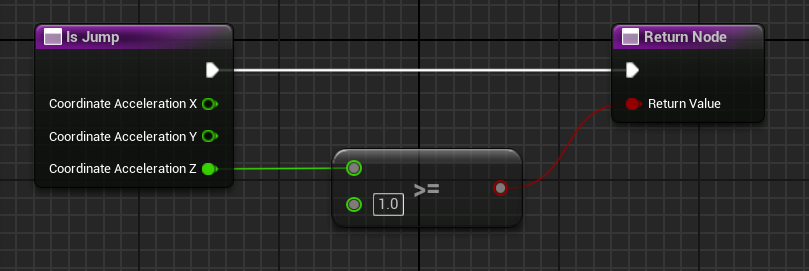 Is Jump
Coordinate Acceleration X
Coordinate Acceleration Y
Coordinate Acceleration Z
>=
1.0
Return Node
Return Value